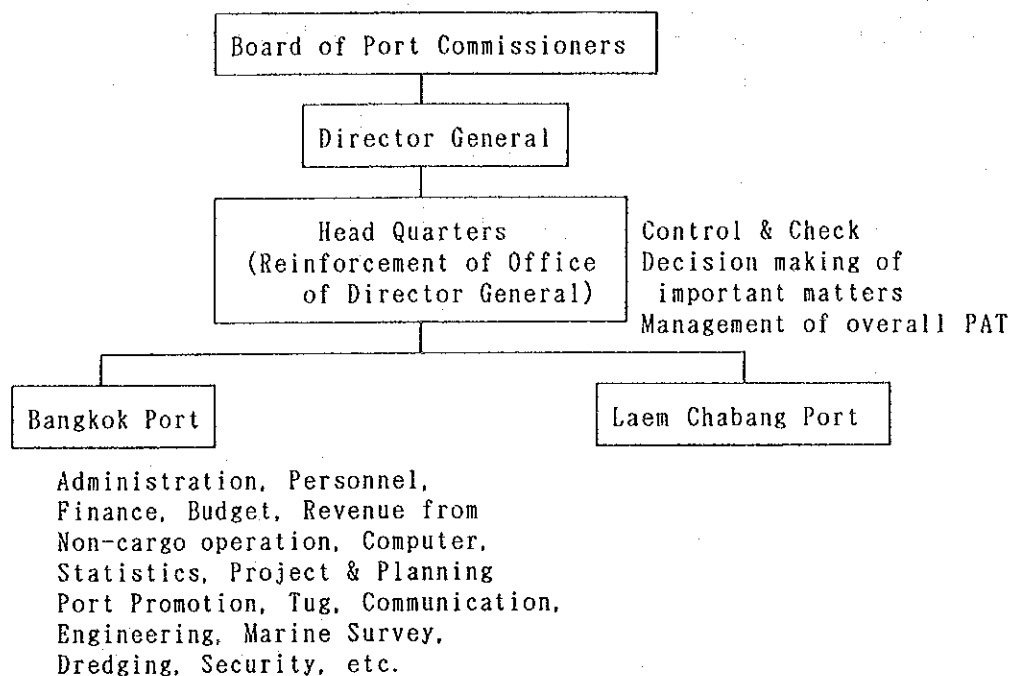 Board of Port Commissioners
Director General
Head Quarters
(Reinforcement of Office
of Director General)
Control & Check
Decision making of
important matters
Management of overall PAT
Bangkok Port
Laem Chabang Port
Administration, Personnel,
Finance, Budget, Revenue from
Non-cargo operation, Computer,
Statistics, Project & Planning
Port Promotion, Tug, Communication,
Engineering, Marine Survey,
Dredging, Security, etc.